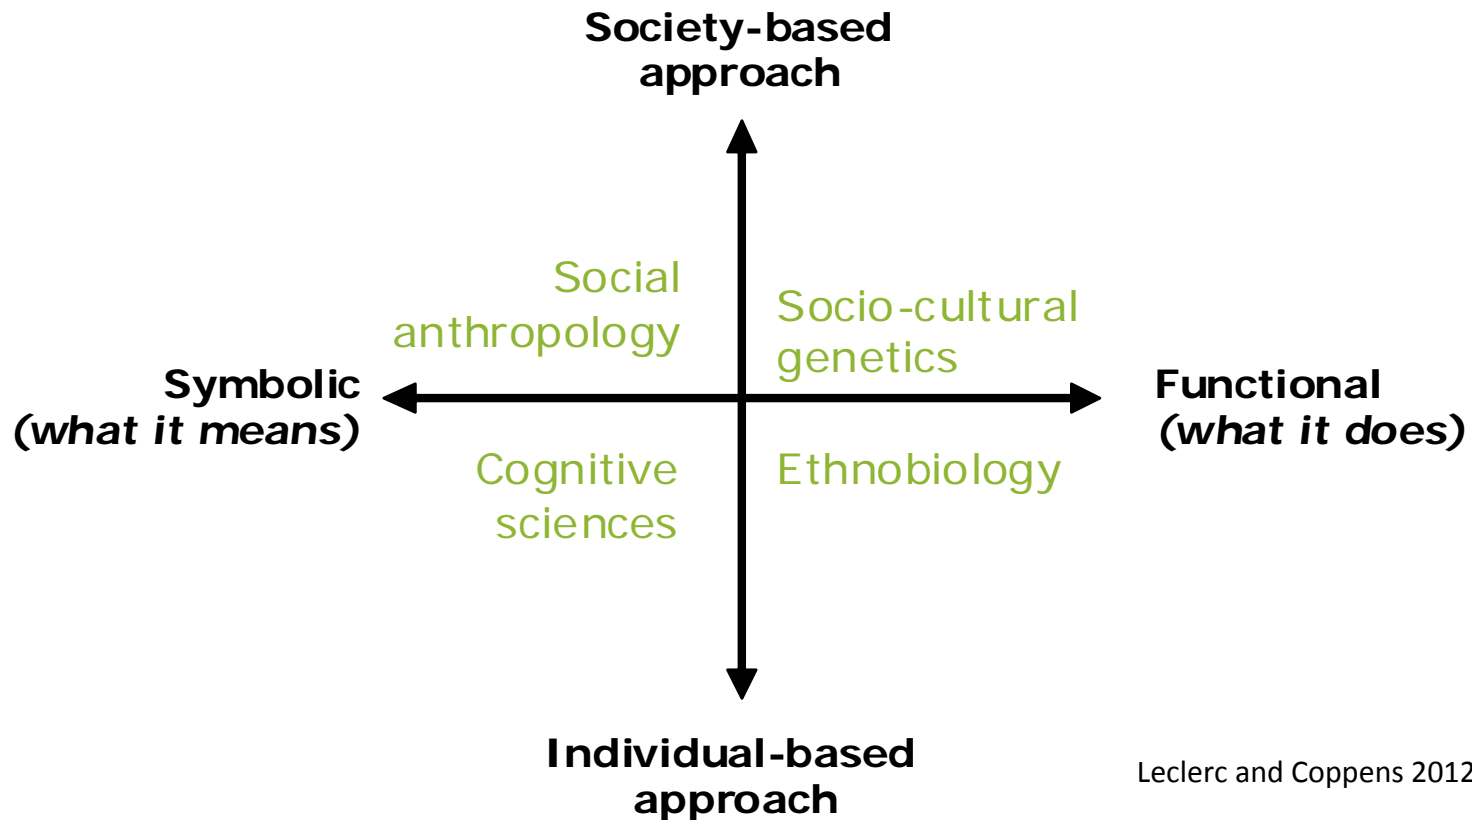 Society-based
approach
Social
anthropology
Socio-cultural
genetics
Symbolic
(what it means)
Functional
(what it does)
Cognitive
sciences
Ethnobiology
Individual-based
approach
Leclerc and Coppens 2012